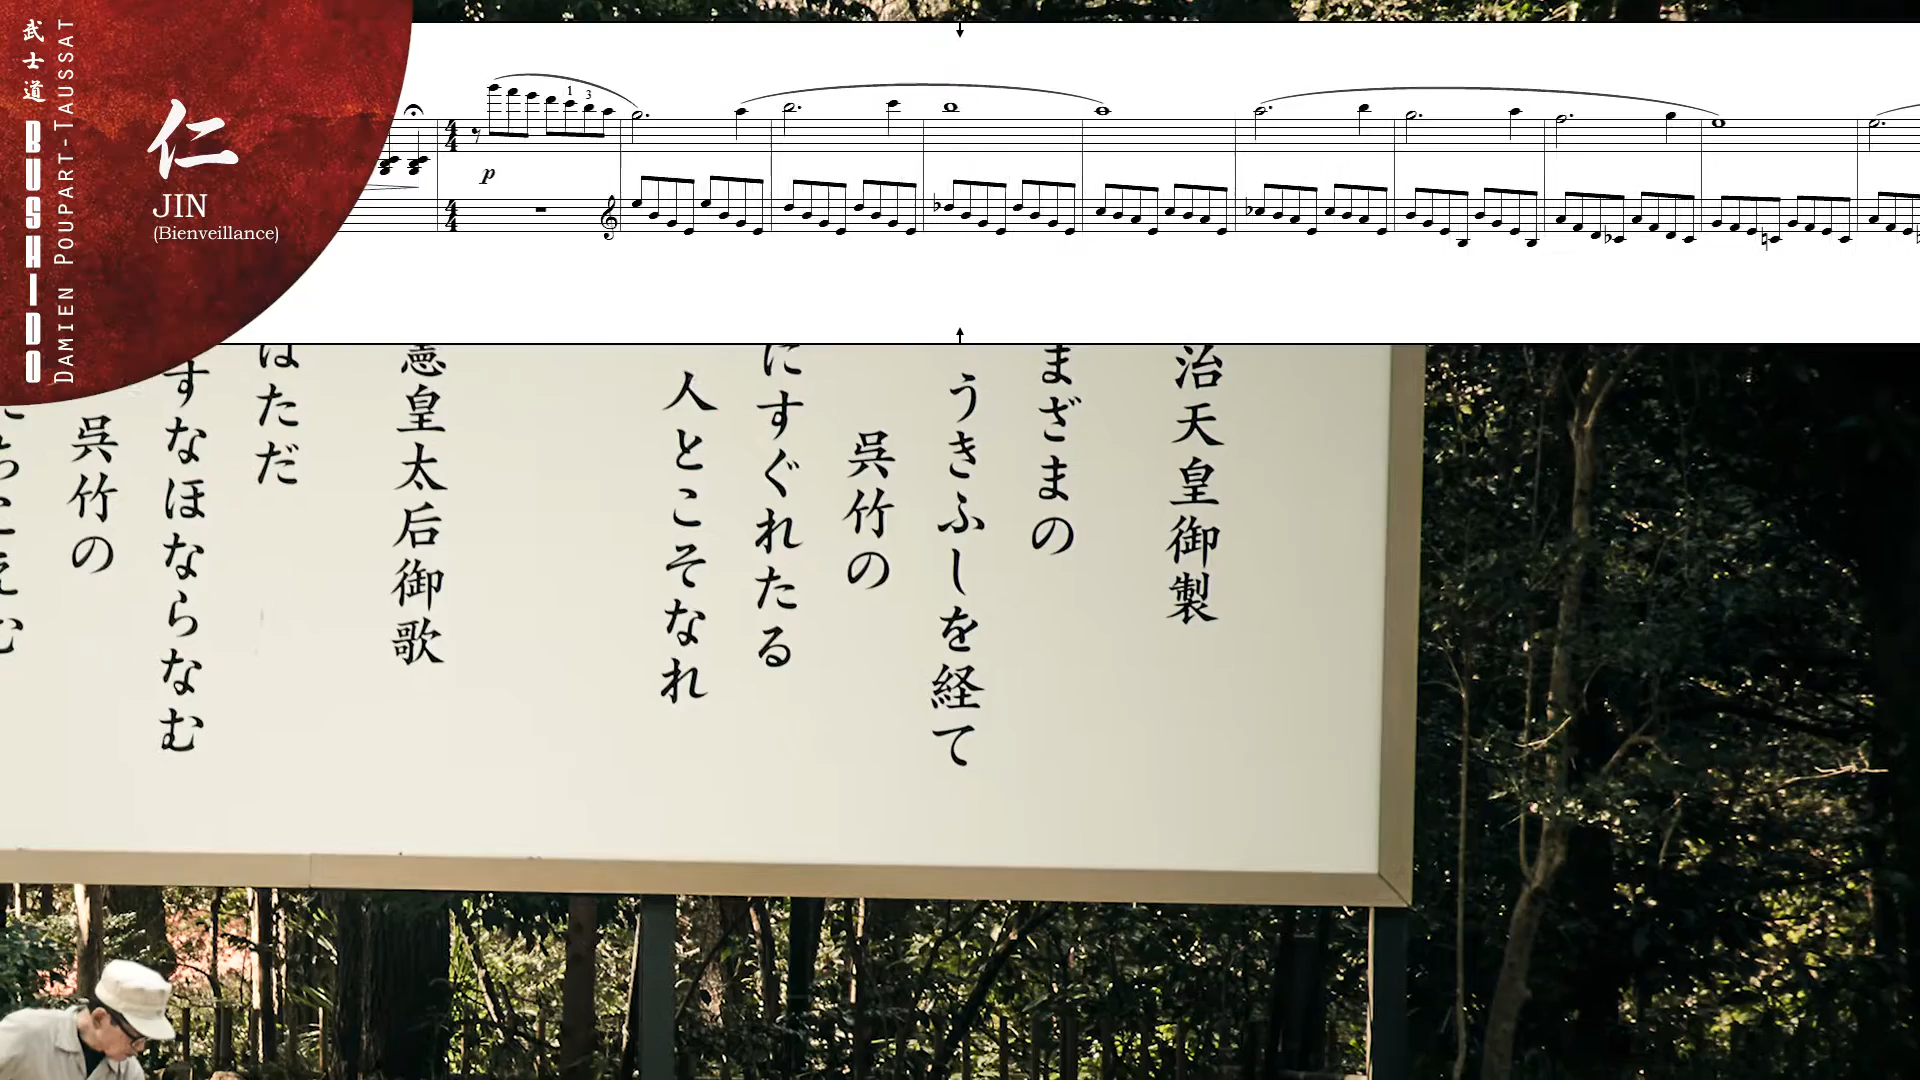 武士道
BUSHIDO
DAMIEN POUPART-TAUSSAT
仁
JIN
(Bienveillance)
1 3
p
治天皇御製
まざまの
うきふしを経て
呉竹の
にすぐれたる
人とこそなれ
憲皇太后御歌
はただ
すなほならなむ
呉竹の